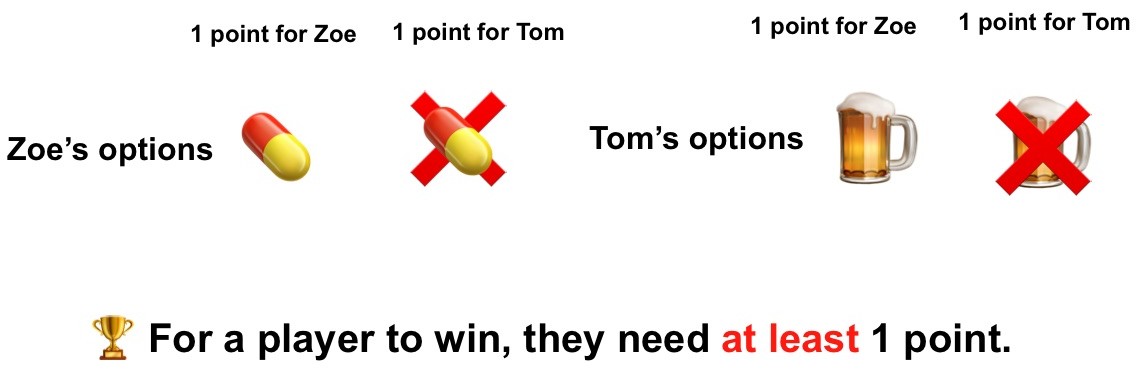 1 point for Zoe
1 point for Tom
1 point for Zoe
1 point for Tom
Zoe’s options
Tom’s options
For a player to win, they need at least 1 point.